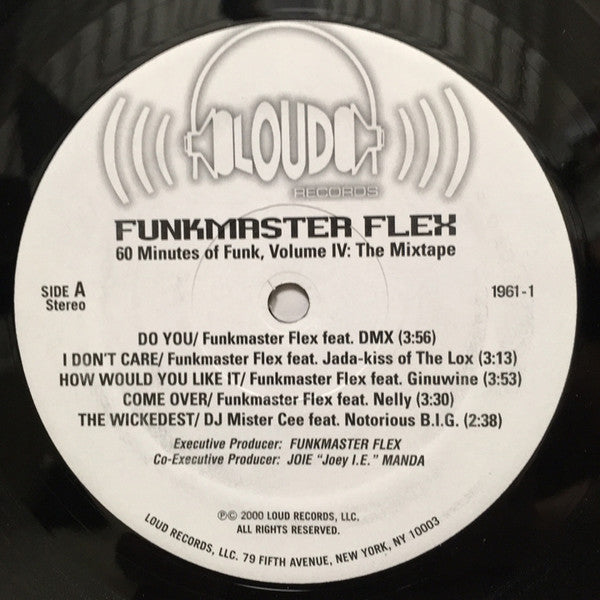 LOUD
RECORDS
FUNKMASTER FLEX
60 Minutes of Funk, Volume IV: The Mixtape
SIDE A
Stereo
1961-1
DO YOU/ Funkmaster Flex feat. DMX (3:56)
I DON'T CARE/ Funkmaster Flex feat. Jada-kiss of The Lox (3:13)
HOW WOULD YOU LIKE IT/ Funkmaster Flex feat. Ginuwine (3:53)
COME OVER/ Funkmaster Flex feat. Nelly (3:30)
THE WICKEDEST/ DJ Mister Cee feat. Notorious B.I.G. (2:38)
Executive Producer: FUNKMASTER FLEX
Co-Executive Producer: JOIE "Joey I.E." MANDA
℗© 2000 LOUD RECORDS, LLC.
ALL RIGHTS RESERVED.
LOUD RECORDS, LLC. 79 FIFTH AVENUE, NEW YORK, NY 10003